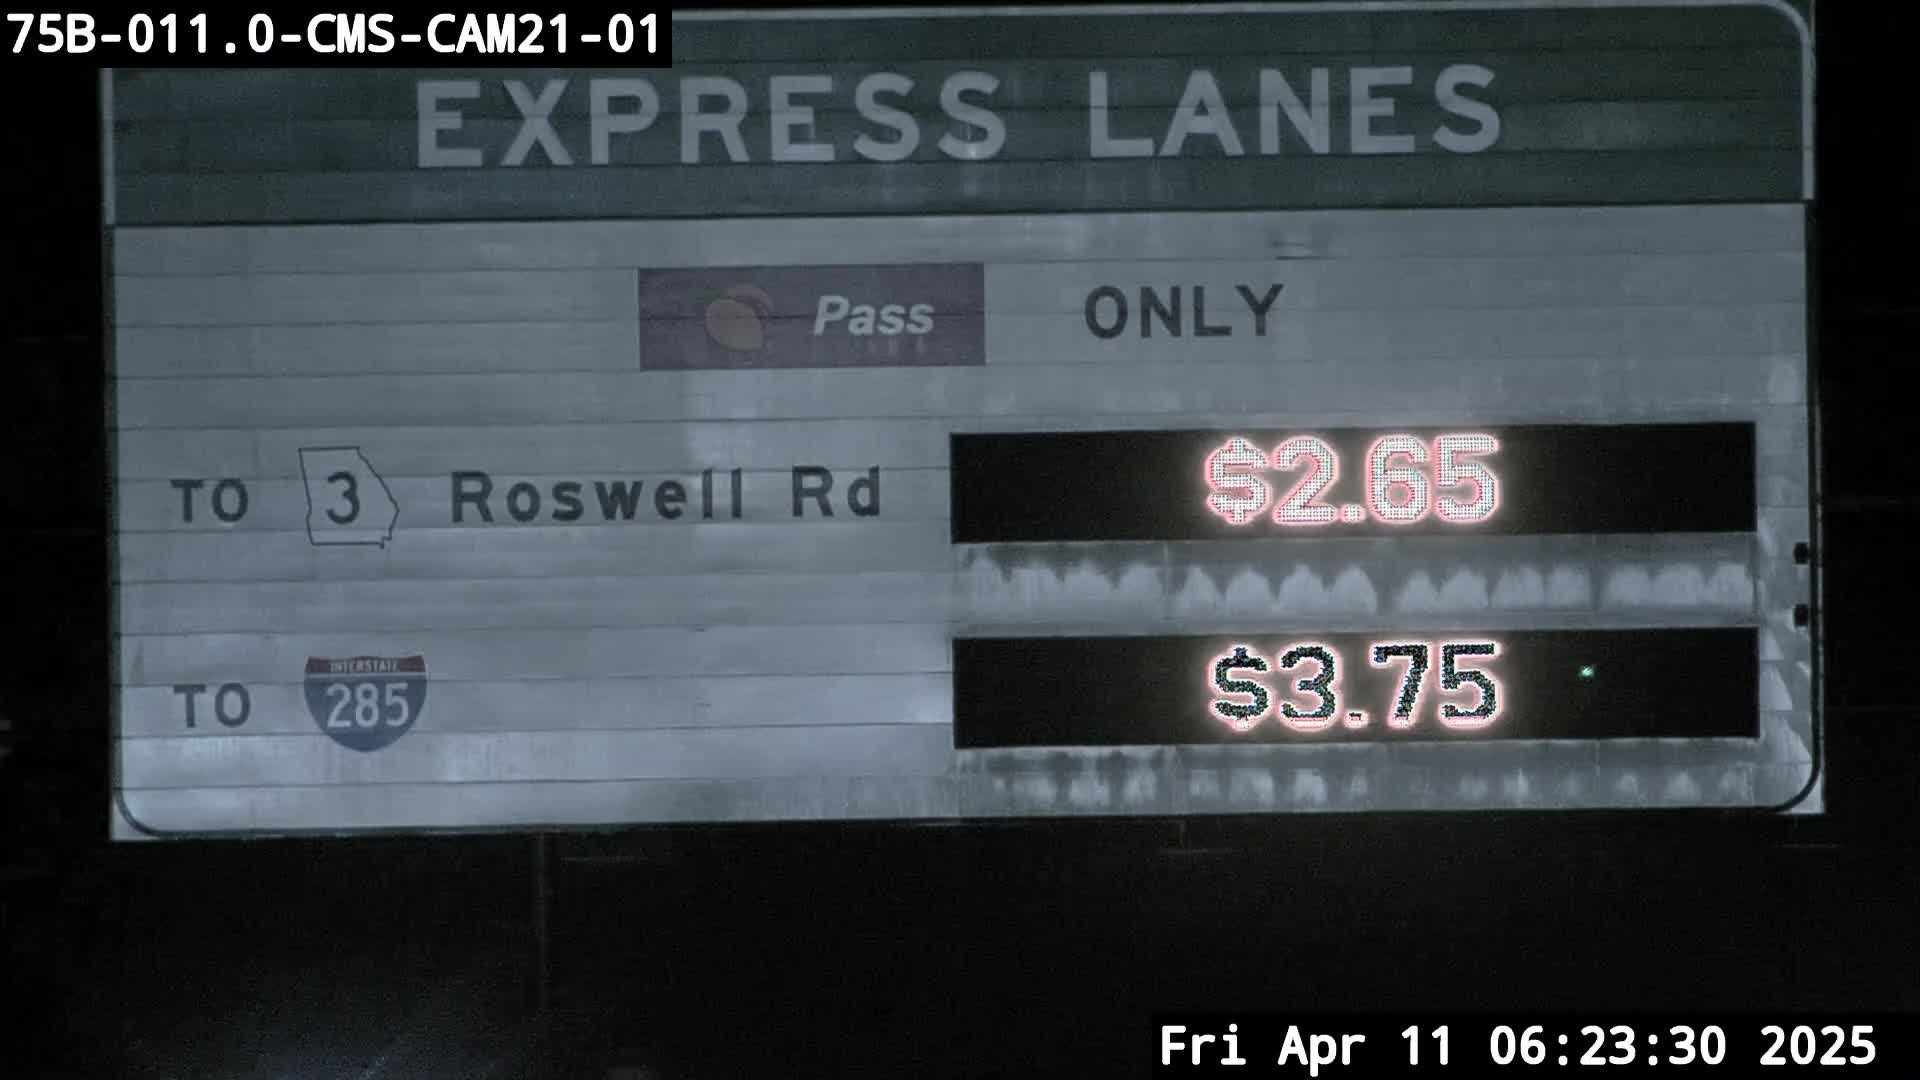 75B-011.0-CMS-CAM21-01
EXPRESS LANES
Pass ONLY
TO 3 Roswell Rd $2.65
INTERSTATE
TO 285 $3.75
Fri Apr 11 06:23:30 2025